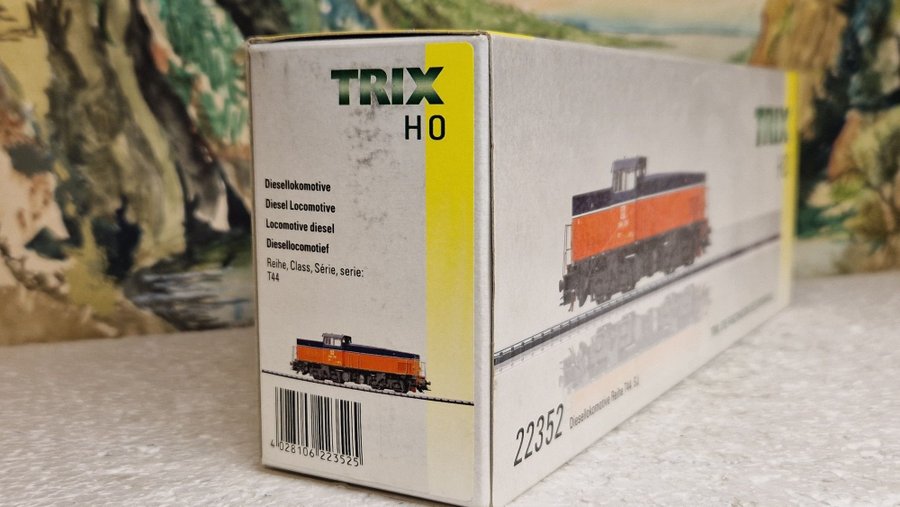 TRIX
H0
Diesellokomotive
Diesel Locomotive
Locomotive diesel
Diesellocomotief
Reihe, Class, Série, serie:
T44
4 028106 223525
TRIX
H
22352 Diesellokomotive Reihe T44 SJ